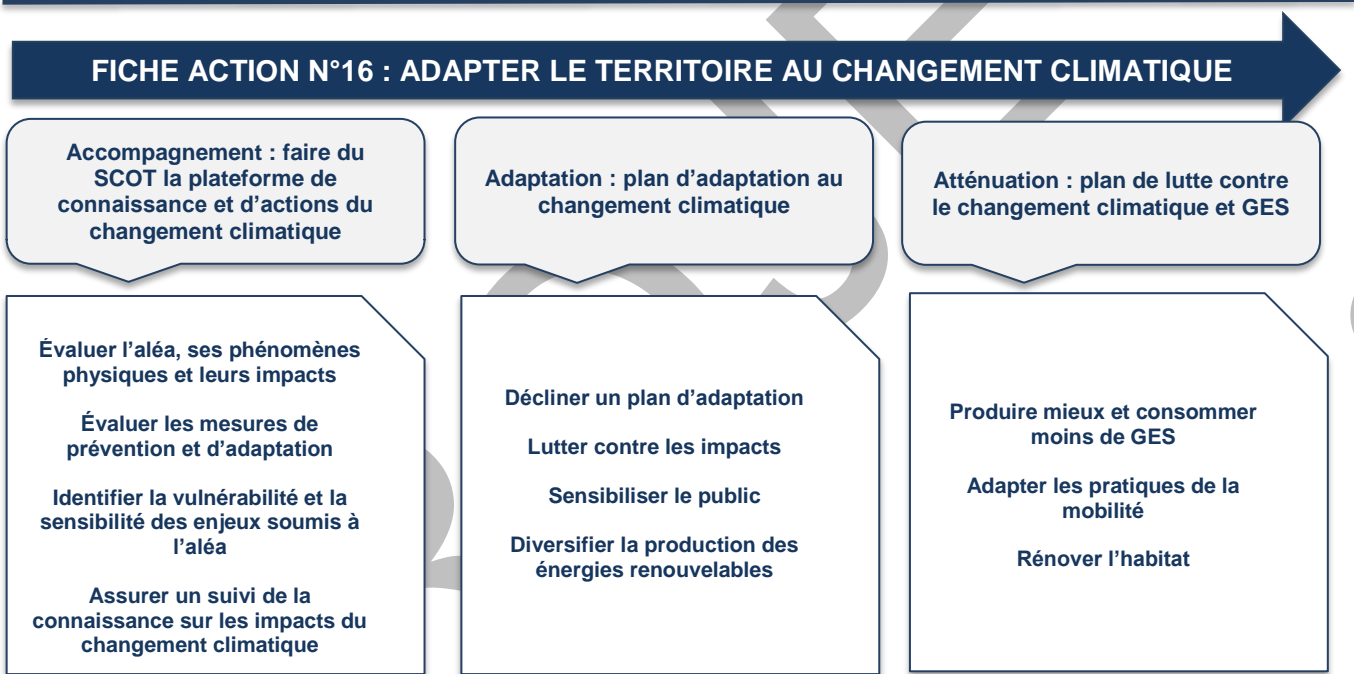 FICHE ACTION N°16 : ADAPTER LE TERRITOIRE AU CHANGEMENT CLIMATIQUE
Accompagnement : faire du
SCOT la plateforme de
connaissance et d'actions du
changement climatique
Évaluer l'aléa, ses phénomènes
physiques et leurs impacts
Évaluer les mesures de
prévention et d'adaptation
Identifier la vulnérabilité et la
sensibilité des enjeux soumis à
l'aléa
Assurer un suivi de la
connaissance sur les impacts du
changement climatique
Adaptation : plan d'adaptation au
changement climatique
Décliner un plan d'adaptation
Lutter contre les impacts
Sensibiliser le public
Diversifier la production des
énergies renouvelables
Atténuation : plan de lutte contre
le changement climatique et GES
Produire mieux et consommer
moins de GES
Adapter les pratiques de la
mobilité
Rénover l'habitat